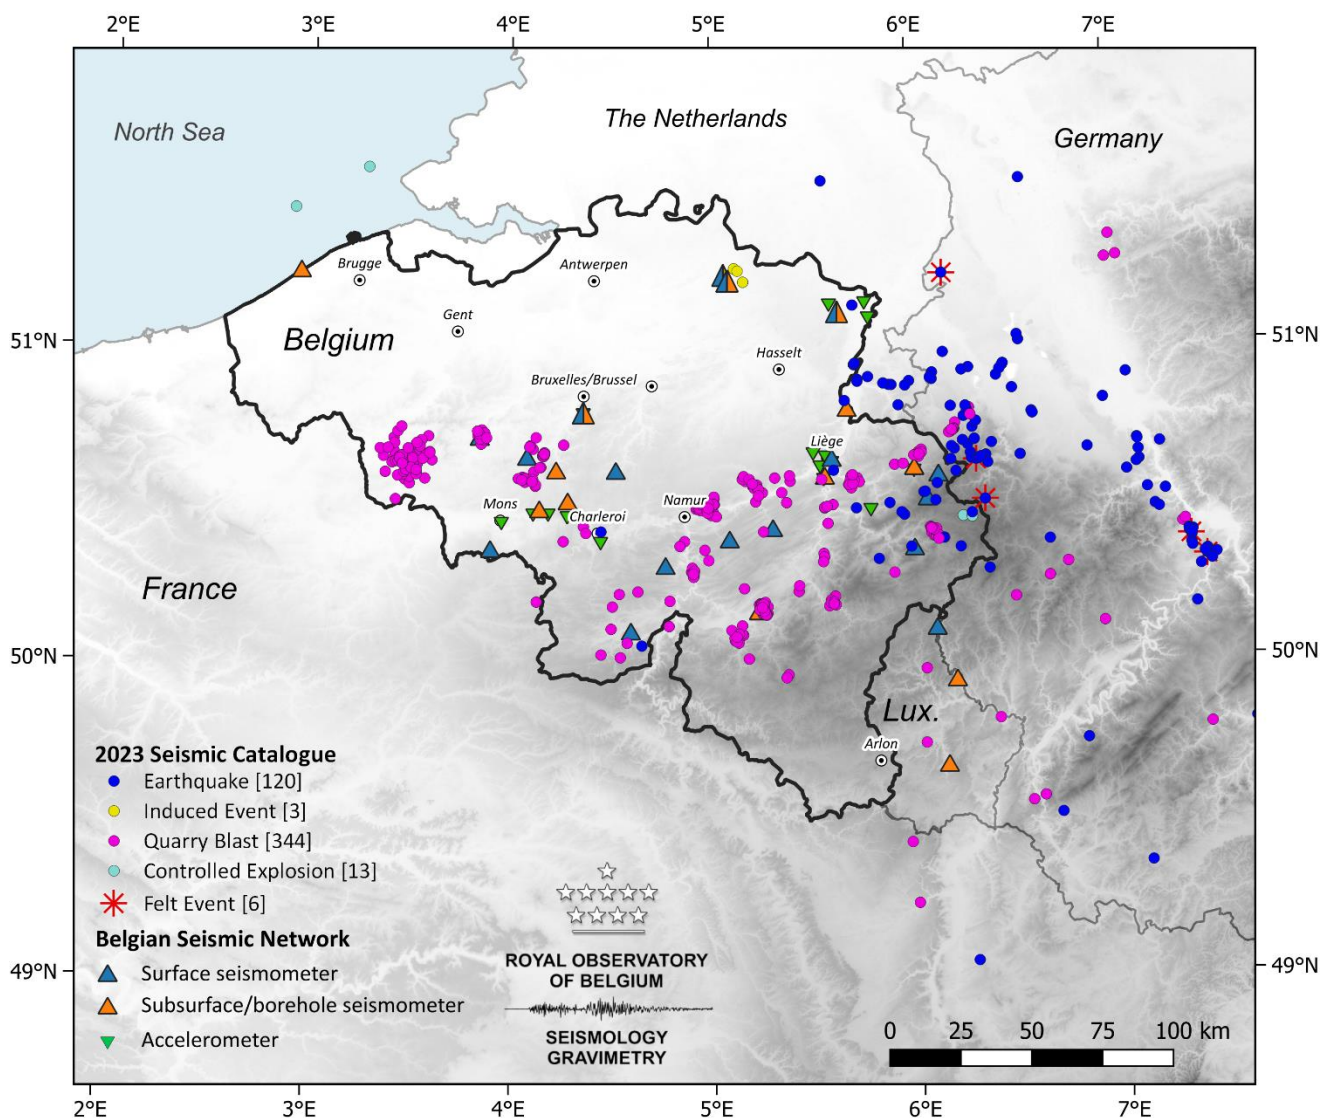 2°E 3°E 4°E 5°E 6°E 7°E
North Sea
The Netherlands
Germany
Brugge
Antwerpen
Gent
51°N
51°N
Belgium
Hasselt
Bruxelles/Brussel
Liège
Mons
Charleroi
Namur
France
50°N
50°N
Lux.
Arlon
2023 Seismic Catalogue
Earthquake [120]
Induced Event [3]
Quarry Blast [344]
Controlled Explosion [13]
Felt Event [6]
Belgian Seismic Network
Surface seismometer
Subsurface/borehole seismometer
Accelerometer
49°N
49°N
ROYAL OBSERVATORY
OF BELGIUM
SEISMOLOGY
GRAVIMETRY
0 25 50 75 100 km
2°E 3°E 4°E 5°E 6°E 7°E